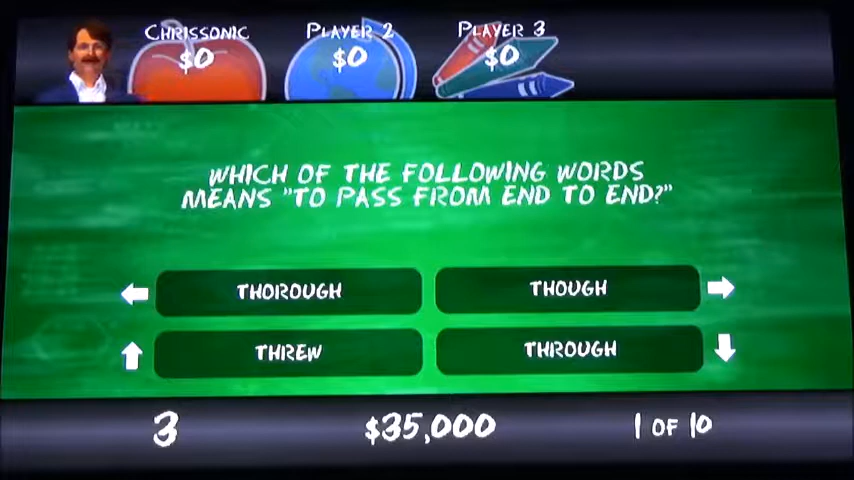 CHRISSONIC
$0
PLAYER 2
$0
PLAYER 3
$0
WHICH OF THE FOLLOWING WORDS
MEANS "TO PASS FROM END TO END?"
THOROUGH
THOUGH
THREW
THROUGH
3
$35,000
1 OF 10